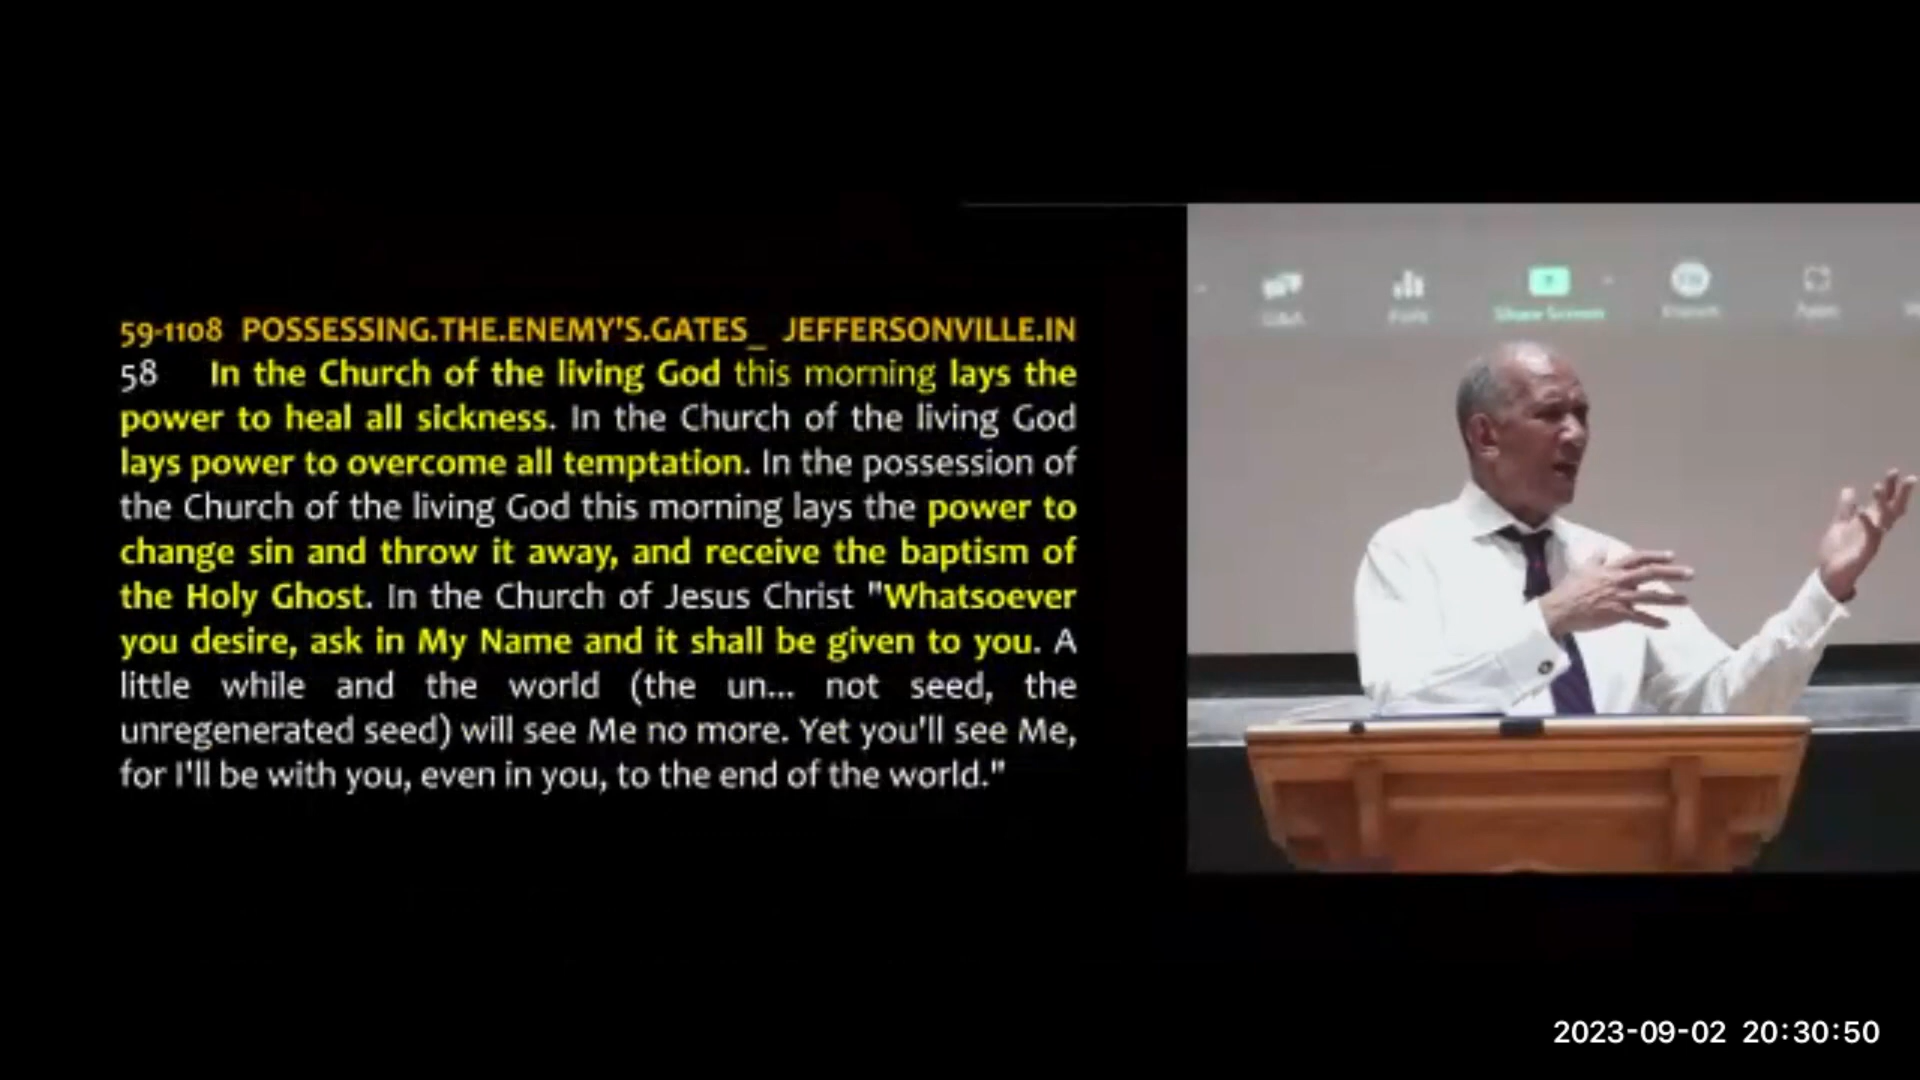 59-1108 POSSESSING.THE.ENEMY'S.GATES_ JEFFERSONVILLE.IN
58 In the Church of the living God this morning lays the
power to heal all sickness. In the Church of the living God
lays power to overcome all temptation. In the possession of
the Church of the living God this morning lays the power to
change sin and throw it away, and receive the baptism of
the Holy Ghost. In the Church of Jesus Christ "Whatsoever
you desire, ask in My Name and it shall be given to you. A
little while and the world (the un... not seed, the
unregenerated seed) will see Me no more. Yet you'll see Me,
for I'll be with you, even in you, to the end of the world."
Share Screen
2023-09-02 20:30:50